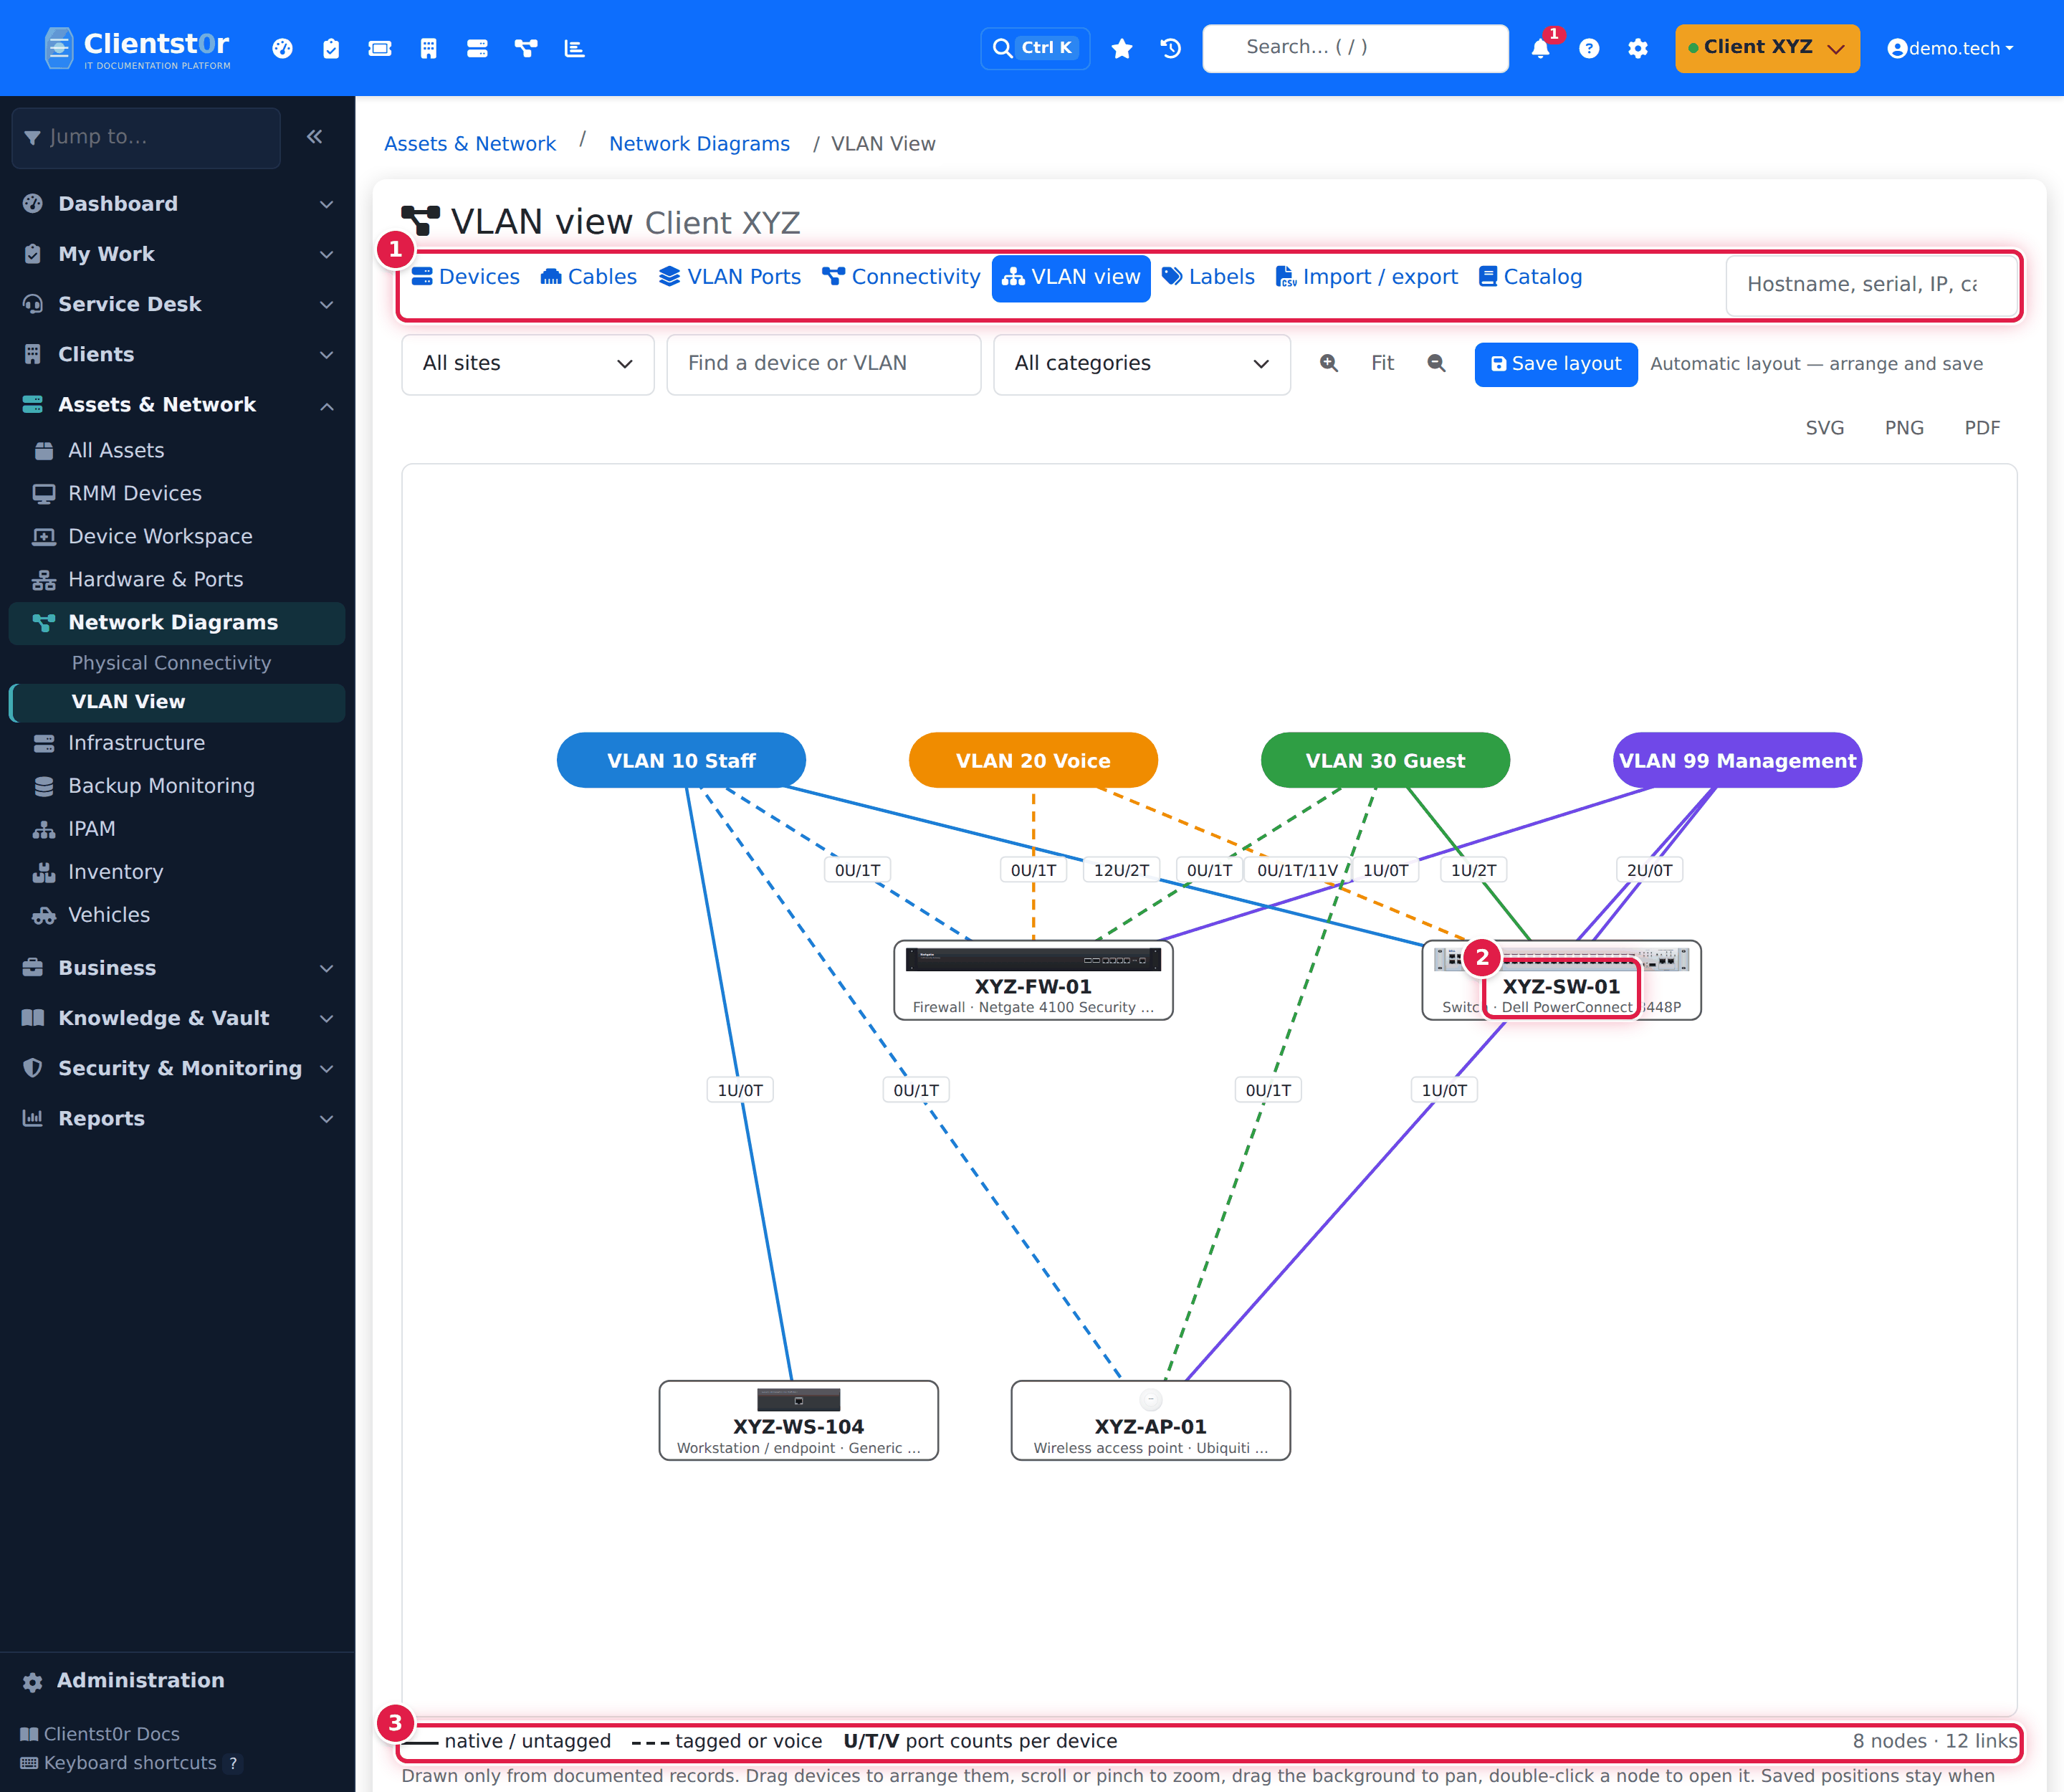 Clientst0r
IT DOCUMENTATION PLATFORM
Ctrl K
Search... ( / )
1
Client XYZ
demo.tech
Jump to...
Dashboard
My Work
Service Desk
Clients
Assets & Network
All Assets
RMM Devices
Device Workspace
Hardware & Ports
Network Diagrams
Physical Connectivity
VLAN View
Infrastructure
Backup Monitoring
IPAM
Inventory
Vehicles
Business
Knowledge & Vault
Security & Monitoring
Reports
Administration
Clientst0r Docs
Keyboard shortcuts ?
Assets & Network / Network Diagrams / VLAN View
VLAN view Client XYZ
1
Devices Cables VLAN Ports Connectivity VLAN view Labels Import / export Catalog Hostname, serial, IP, ca
All sites Find a device or VLAN All categories Fit Save layout Automatic layout — arrange and save
SVG PNG PDF
VLAN 10 Staff VLAN 20 Voice VLAN 30 Guest VLAN 99 Management
0U/1T 0U/1T 12U/2T 0U/1T 0U/1T/11V 1U/0T 1U/2T 2U/0T
2
XYZ-FW-01
Firewall · Netgate 4100 Security ...
XYZ-SW-01
Switch · Dell PowerConnect 3448P
1U/0T 0U/1T 0U/1T 1U/0T
XYZ-WS-104
Workstation / endpoint · Generic ...
XYZ-AP-01
Wireless access point · Ubiquiti ...
3
native / untagged tagged or voice U/T/V port counts per device 8 nodes · 12 links
Drawn only from documented records. Drag devices to arrange them, scroll or pinch to zoom, drag the background to pan, double-click a node to open it. Saved positions stay when